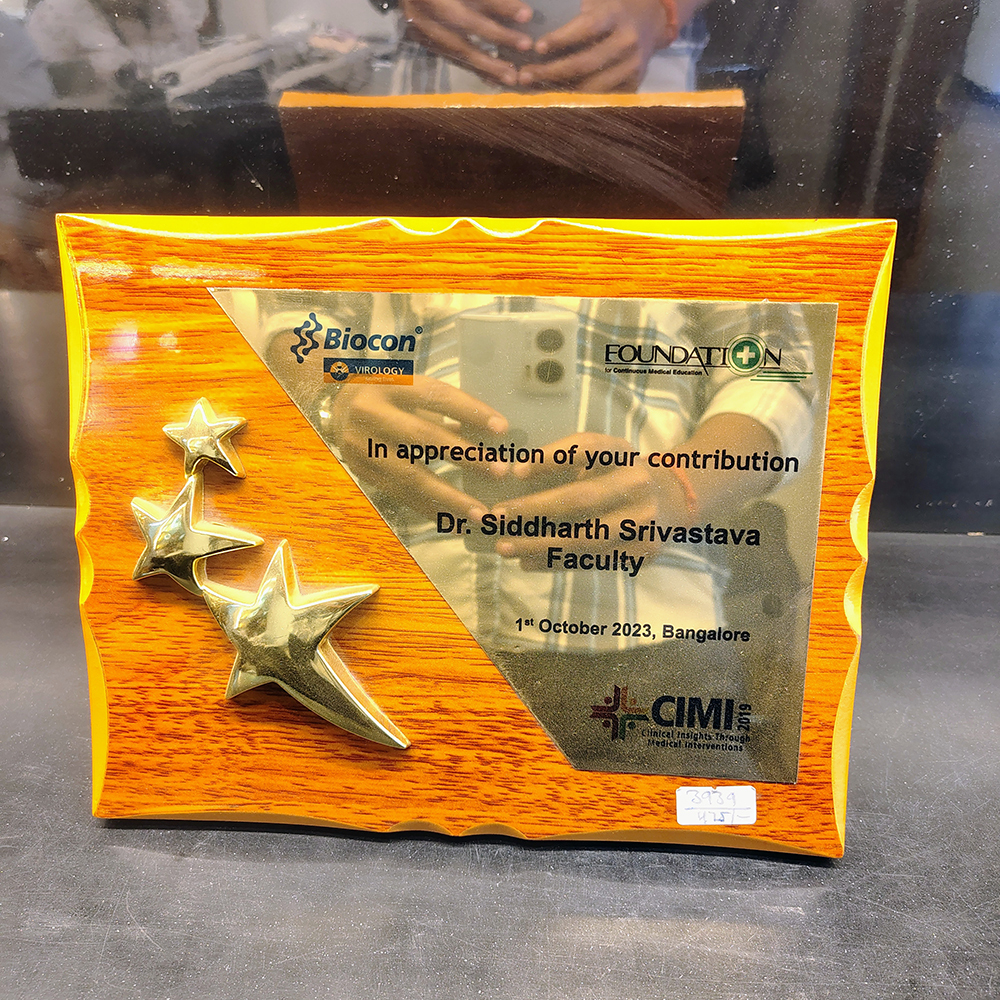 Biocon®
VIROLOGY
FOUNDATION
for Continuous Medical Education
In appreciation of your contribution
Dr. Siddharth Srivastava
Faculty
1st October 2023, Bangalore
CIMI 2019
Clinical Insights Through
Medical Interventions
3939
475/-